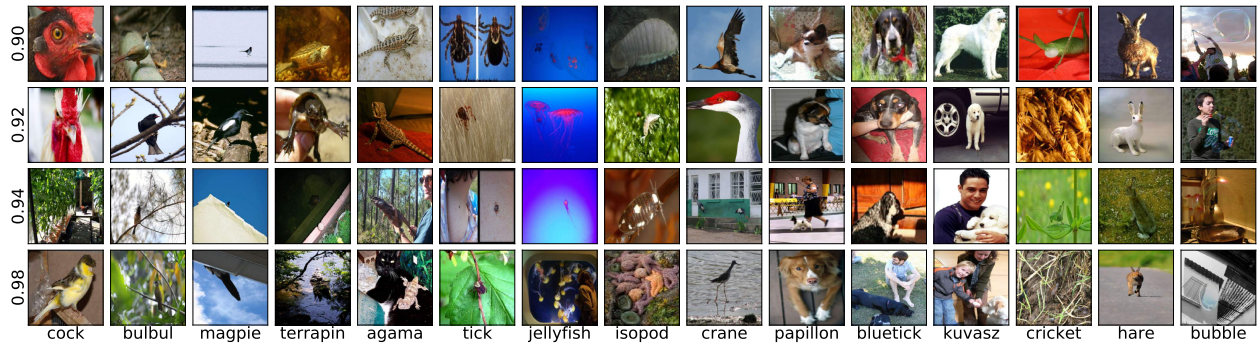 0.90
0.92
0.94
0.98
cock bulbul magpie terrapin agama tick jellyfish isopod crane papillon bluetick kuvasz cricket hare bubble